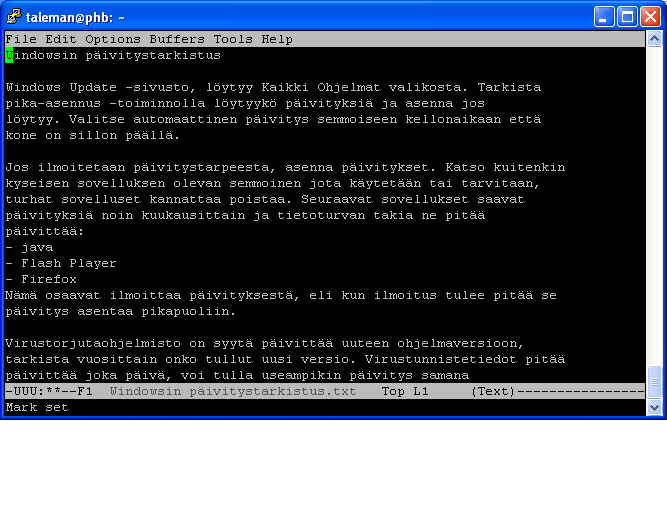 taleman@phb: ~
File Edit Options Buffers Tools Help
Windowsin päivitystarkistus
Windows Update -sivusto, löytyy Kaikki Ohjelmat valikosta. Tarkista
pika-asennus -toiminnolla löytyykö päivityksiä ja asenna jos
löytyy. Valitse automaattinen päivitys semmoiseen kellonaikaan että
kone on sillon päällä.
Jos ilmoitetaan päivitystarpeesta, asenna päivitykset. Katso kuitenkin
kyseisen sovelluksen olevan semmoinen jota käytetään tai tarvitaan,
turhat sovelluset kannattaa poistaa. Seuraavat sovellukset saavat
päivityksiä noin kuukausittain ja tietoturvan takia ne pitää
päivittää:
- java
- Flash Player
- Firefox
Nämä osaavat ilmoittaa päivityksestä, eli kun ilmoitus tulee pitää se
päivitys asentaa pikapuoliin.
Virustorjutaohjelmisto on syytä päivittää uuteen ohjelmaversioon,
tarkista vuosittain onko tullut uusi versio. Virustunnistetiedot pitää
päivittää joka päivä, voi tulla useampikin päivitys samana
-UUU:**--F1  Windowsin päivitystarkistus.txt   Top L1     (Text)----------------
Mark set